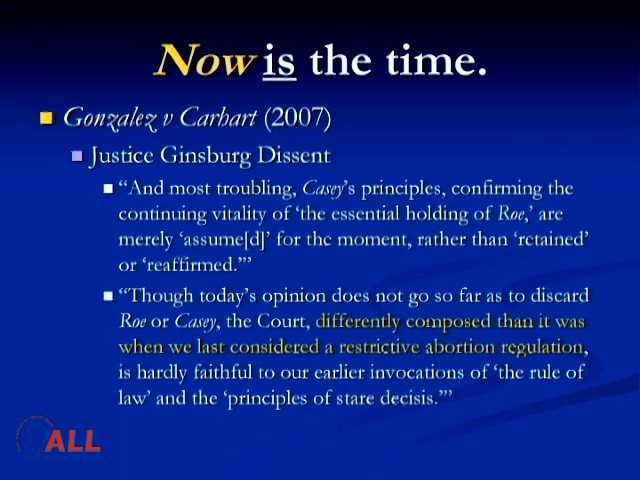 Now is the time.
Gonzalez v Carhart (2007)
Justice Ginsburg Dissent
“And most troubling, Casey’s principles, confirming the
continuing vitality of ‘the essential holding of Roe,’ are
merely ‘assume[d]’ for the moment, rather than ‘retained’
or ‘reaffirmed.’”
“Though today’s opinion does not go so far as to discard
Roe or Casey, the Court, differently composed than it was
when we last considered a restrictive abortion regulation,
is hardly faithful to our earlier invocations of ‘the rule of
law’ and the ‘principles of stare decisis.’”
ALL